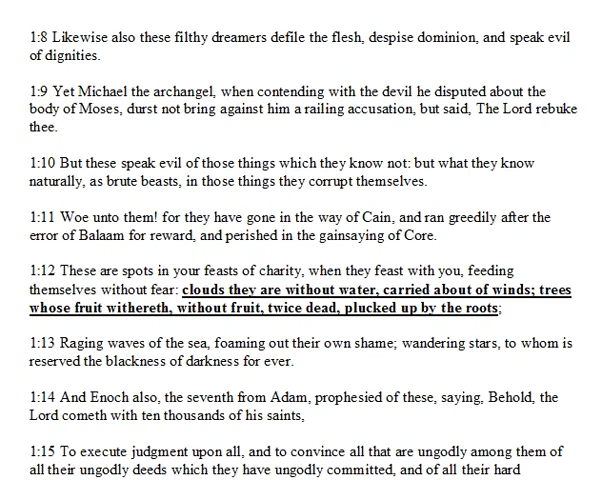 1:8 Likewise also these filthy dreamers defile the flesh, despise dominion, and speak evil
of dignities.
1:9 Yet Michael the archangel, when contending with the devil he disputed about the
body of Moses, durst not bring against him a railing accusation, but said, The Lord rebuke
thee.
1:10 But these speak evil of those things which they know not: but what they know
naturally, as brute beasts, in those things they corrupt themselves.
1:11 Woe unto them! for they have gone in the way of Cain, and ran greedily after the
error of Balaam for reward, and perished in the gainsaying of Core.
1:12 These are spots in your feasts of charity, when they feast with you, feeding
themselves without fear: clouds they are without water, carried about of winds; trees
whose fruit withereth, without fruit, twice dead, plucked up by the roots;
1:13 Raging waves of the sea, foaming out their own shame; wandering stars, to whom is
reserved the blackness of darkness for ever.
1:14 And Enoch also, the seventh from Adam, prophesied of these, saying, Behold, the
Lord cometh with ten thousands of his saints,
1:15 To execute judgment upon all, and to convince all that are ungodly among them of
all their ungodly deeds which they have ungodly committed, and of all their hard